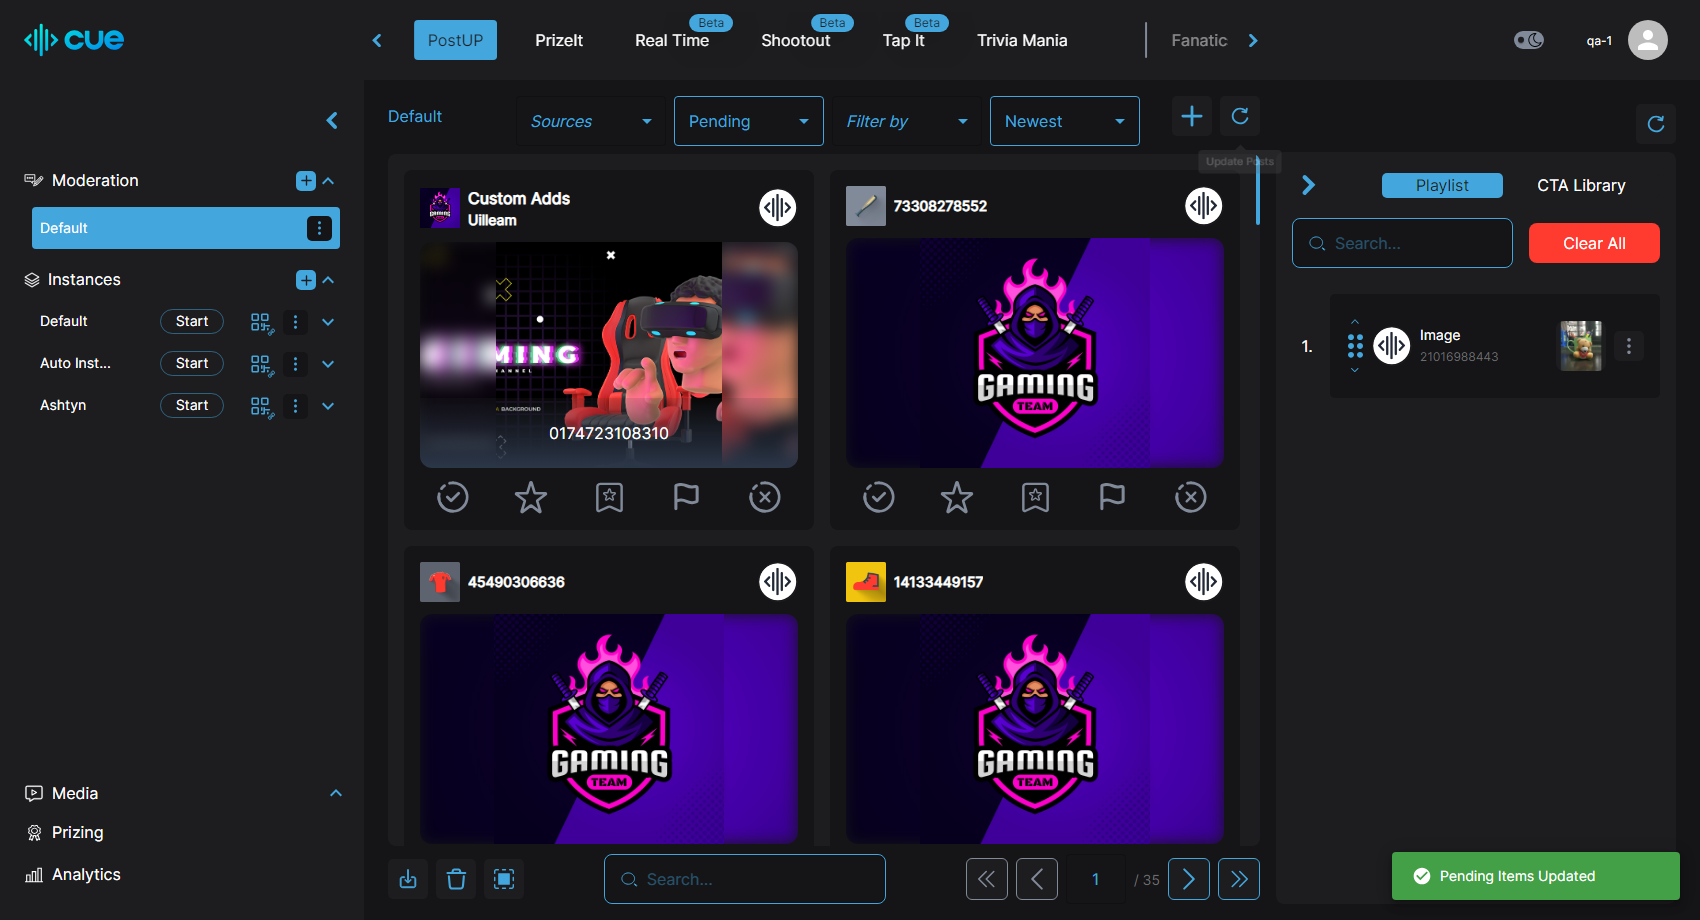 cue
PostUP
PrizeIt
Real Time
Beta
Shootout
Beta
Tap It
Beta
Trivia Mania
Fanatic
qa-1
Default
Sources
Pending
Filter by
Newest
Update Posts
Moderation
Default
Instances
Default
Start
Auto Inst...
Start
Ashtyn
Start
Media
Prizing
Analytics
Custom Adds
Uilleam
MING
BACKGROUND
0174723108310
73308278552
GAMING
TEAM
45490306636
GAMING
TEAM
14133449157
GAMING
TEAM
Search...
1
/ 35
Playlist
CTA Library
Search...
Clear All
1.
Image
21016988443
Pending Items Updated